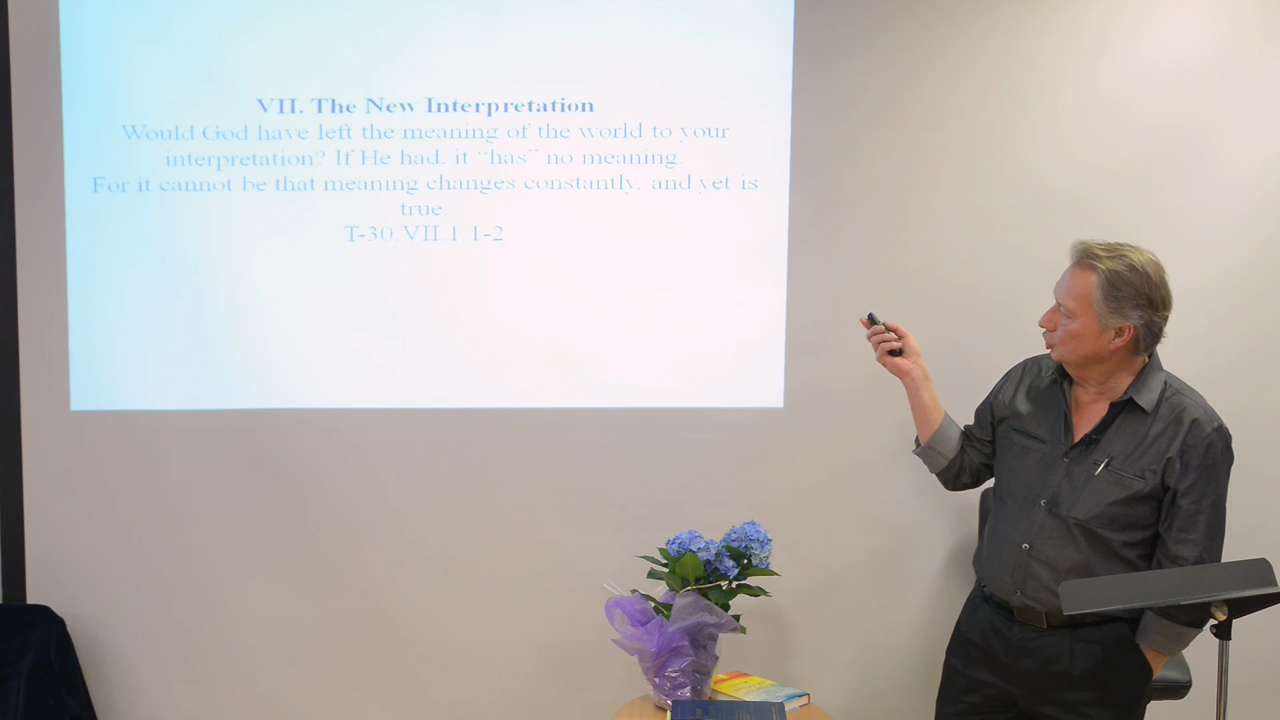 VII. The New Interpretation
Would God have left the meaning of the world to your
interpretation? If He had, it “has” no meaning.
For it cannot be that meaning changes constantly, and yet is
true.
T-30.VII.1.1-2